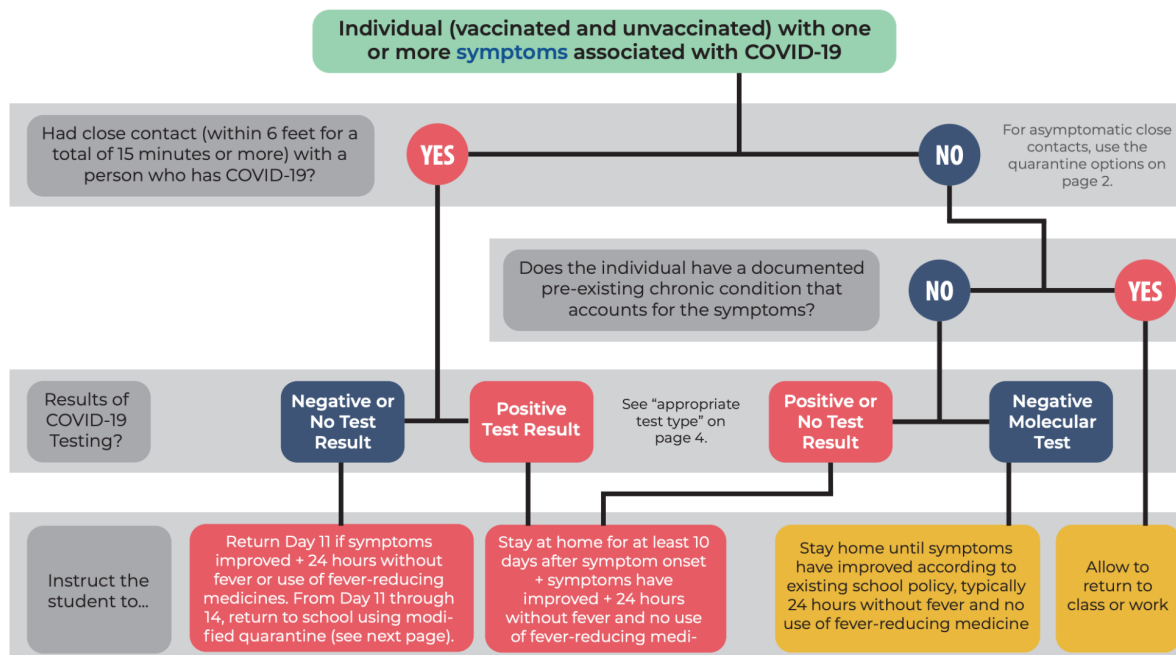 Individual (vaccinated and unvaccinated) with one
or more symptoms associated with COVID-19
Had close contact (within 6 feet for a
total of 15 minutes or more) with a
person who has COVID-19?
YES
NO
For asymptomatic close
contacts, use the
quarantine options on
page 2.
Does the individual have a documented
pre-existing chronic condition that
accounts for the symptoms?
NO
YES
Results of
COVID-19
Testing?
Negative or
No Test
Result
Positive
Test Result
See “appropriate
test type” on
page 4.
Positive or
No Test
Result
Negative
Molecular
Test
Instruct the
student to...
Return Day 11 if symptoms
improved + 24 hours without
fever or use of fever-reducing
medicines. From Day 11 through
14, return to school using modi-
fied quarantine (see next page).
Stay at home for at least 10
days after symptom onset
+ symptoms have
improved + 24 hours
without fever and no use
of fever-reducing medi-
Stay home until symptoms
have improved according to
existing school policy, typically
24 hours without fever and no
use of fever-reducing medicine
Allow to
return to
class or work